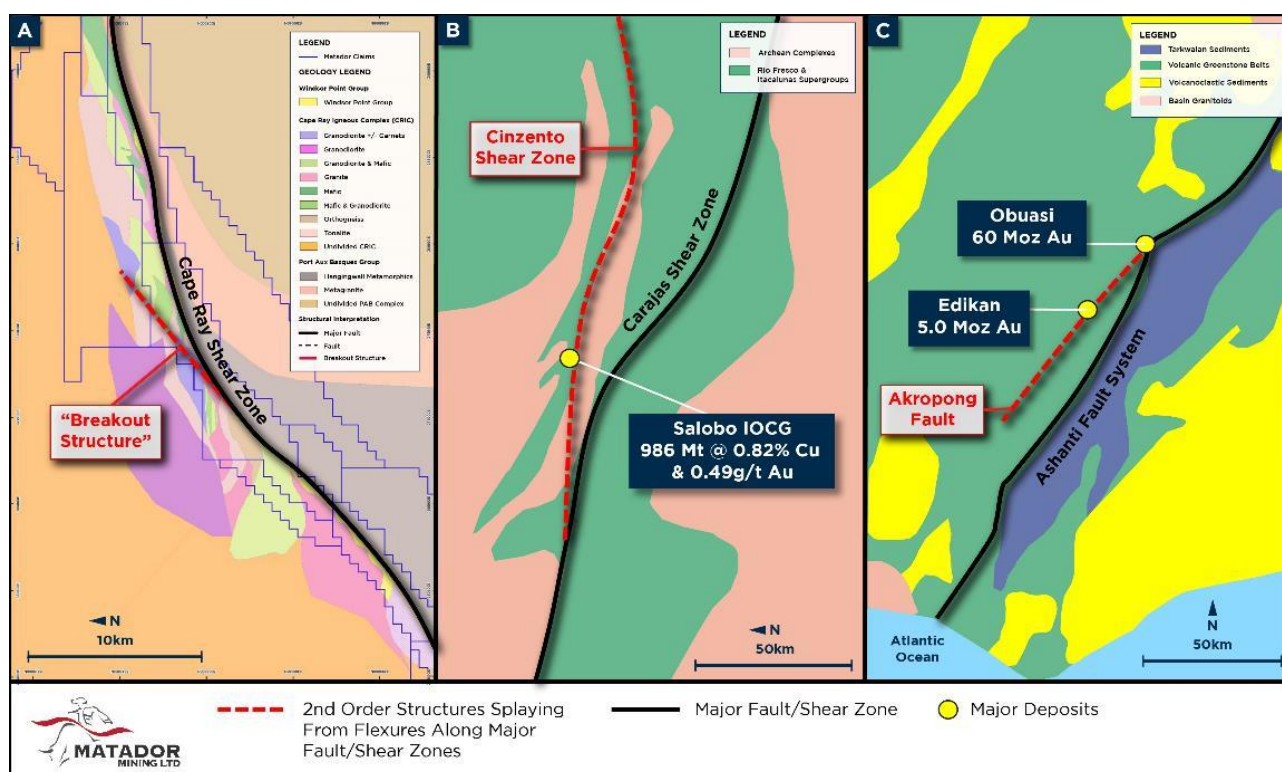 A
LEGEND
Matador Claims
GEOLOGY LEGEND
Windsor Point Group
Windsor Point Group
Cape Ray Igneous Complex (CRIC)
Granodiorite +/- Garnets
Granodiorite
Granodiorite & Mafic
Granite
Mafic
Mafic & Granodiorite
Orthogneiss
Tonalite
Undivided CRIC
Port Aux Basques Group
Hangingwall Metamorphics
Metagranite
Undivided PAB Complex
Structural Interpretation
Major Fault
Fault
Breakout Structure
Cape Ray Shear Zone
"Breakout
Structure"
N
10km
B
LEGEND
Archean Complexes
Rio Fresco &
Itacaiunas Supergroups
Cinzento
Shear Zone
Carajas Shear Zone
Salobo IOCG
986 Mt @ 0.82% Cu
& 0.49g/t Au
N
50km
C
LEGEND
Tarkwaian Sediments
Volcanic Greenstone Belts
Volcanoclastic Sediments
Basin Granitoids
Obuasi
60 Moz Au
Edikan
5.0 Moz Au
Akropong
Fault
Ashanti Fault System
Atlantic
Ocean
N
50km
MATADOR
MINING LTD
2nd Order Structures Splaying
From Flexures Along Major
Fault/Shear Zones
Major Fault/Shear Zone
Major Deposits